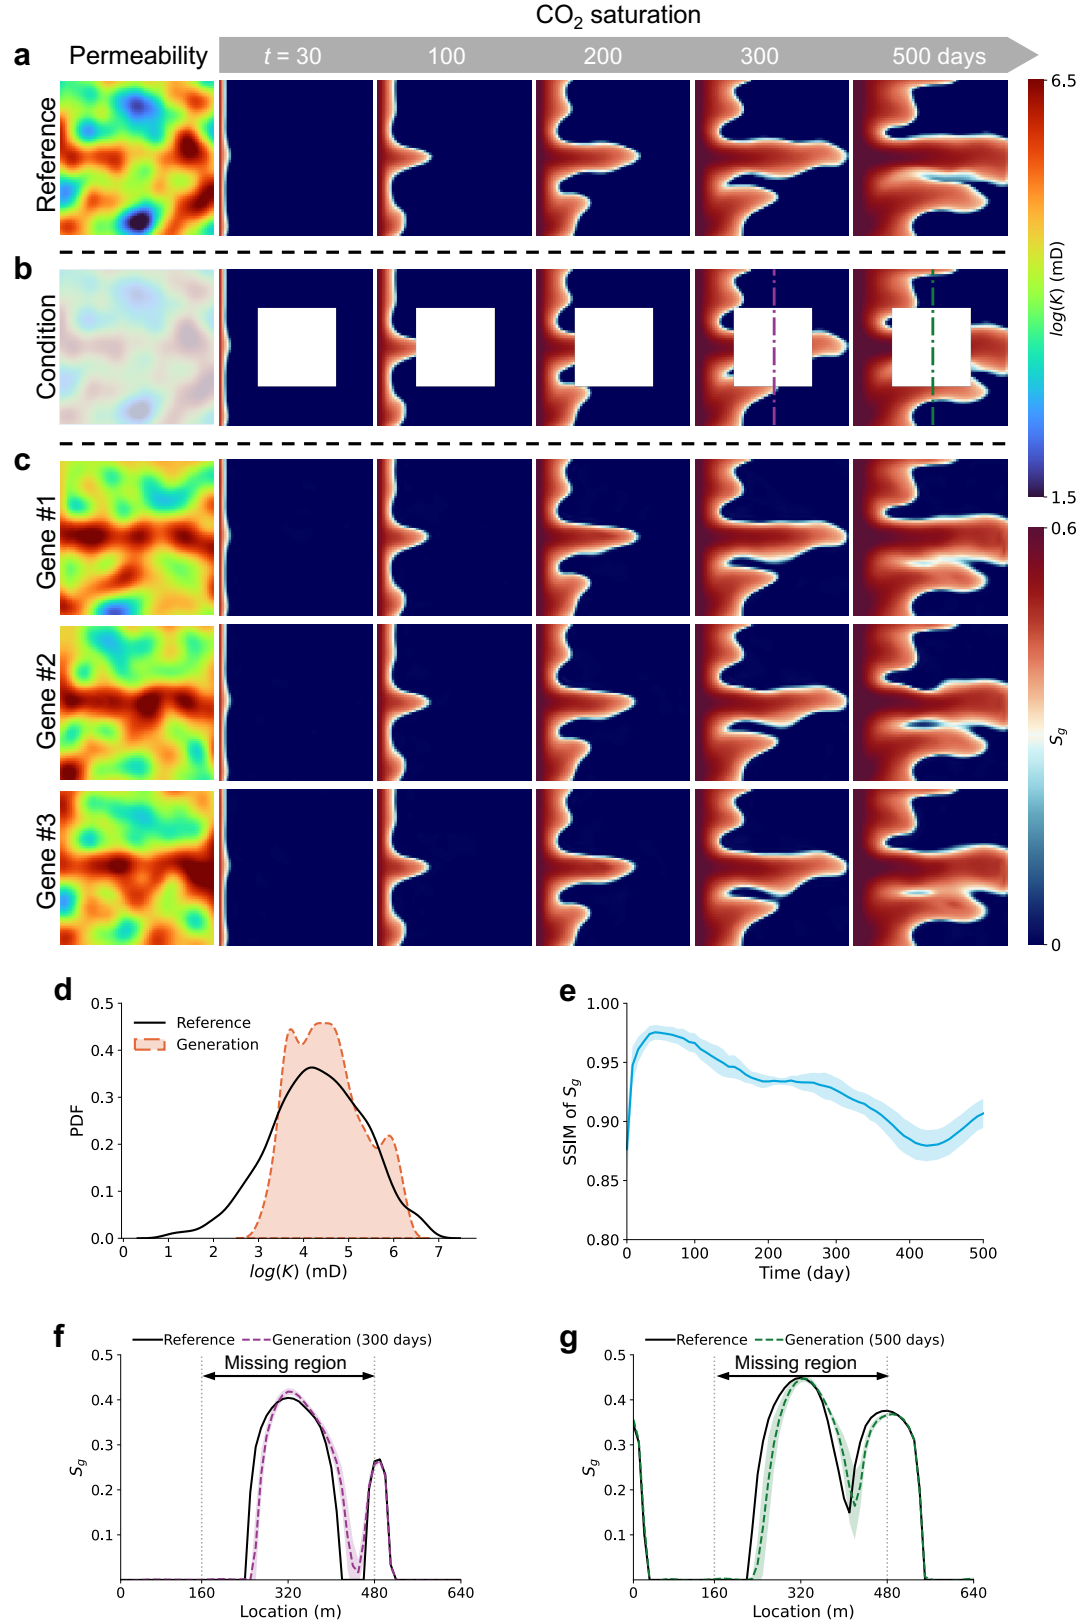 CO₂ saturation
a
Permeability
t = 30
100
200
300
500 days
Reference
6.5
log(K) (mD)
1.5
b
Condition
c
Gene #1
0.6
S_g
0
Gene #2
Gene #3
d
0.5
0.4
0.3
0.2
0.1
0.0
PDF
Reference
Generation
0 1 2 3 4 5 6 7
log(K) (mD)
e
1.00
0.95
0.90
0.85
0.80
SSIM of S_g
0 100 200 300 400 500
Time (day)
f
Reference Generation (300 days)
Missing region
0.5
0.4
0.3
0.2
0.1
S_g
0 160 320 480 640
Location (m)
g
Reference Generation (500 days)
Missing region
0.5
0.4
0.3
0.2
0.1
S_g
0 160 320 480 640
Location (m)